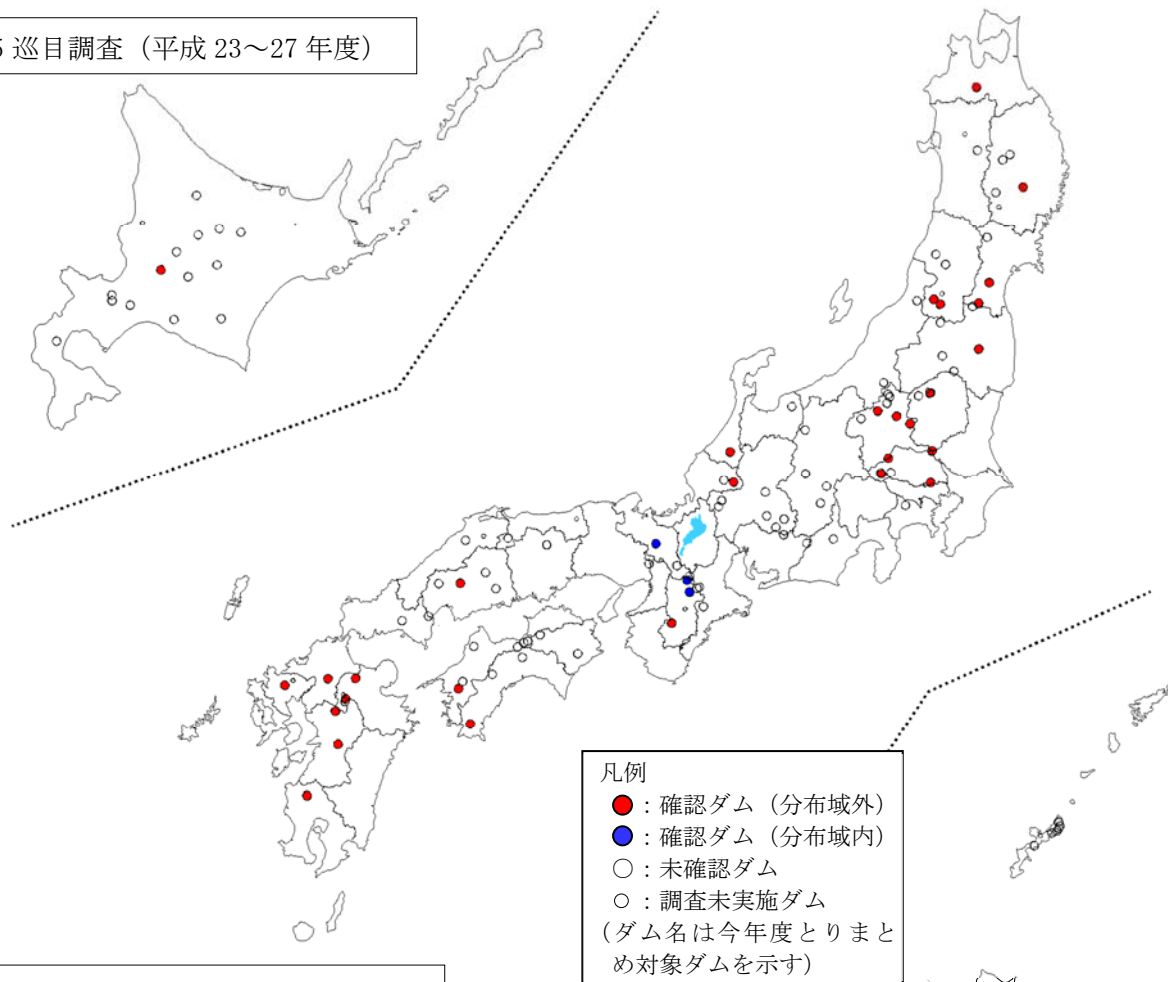 5 巡目調査（平成 23～27 年度）
凡例
：確認ダム（分布域外）
：確認ダム（分布域内）
○：未確認ダム
○：調査未実施ダム
（ダム名は今年度とりまと
め対象ダムを示す）